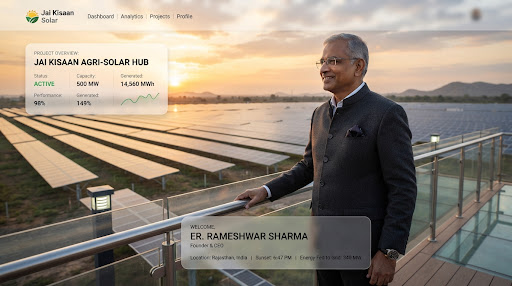 Jai Kisaan
Solar
Dashboard | Analytics | Projects | Profile
PROJECT OVERVIEW:
JAI KISAAN AGRI-SOLAR HUB
Status: Capacity: Generated:
ACTIVE 500 MW 14,560 MWh
Performance: Generated:
98% 149%
WELCOME,
ER. RAMESHWAR SHARMA
Founder & CEO
Location: Rajasthan, India | Sunset: 6:47 PM | Energy